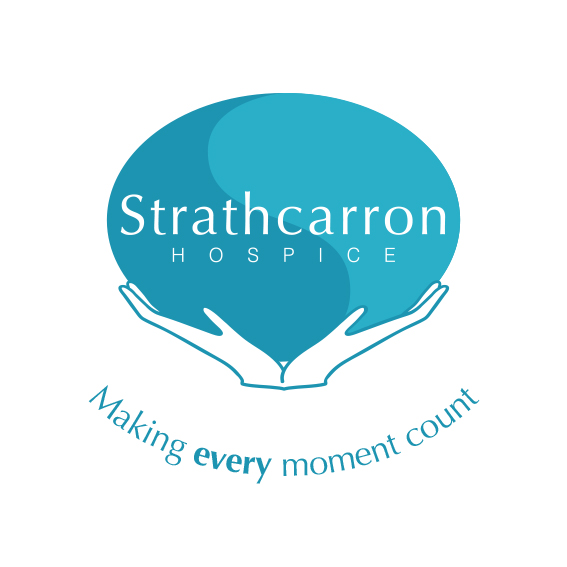 Strathcarron
HOSPICE
Making every moment count